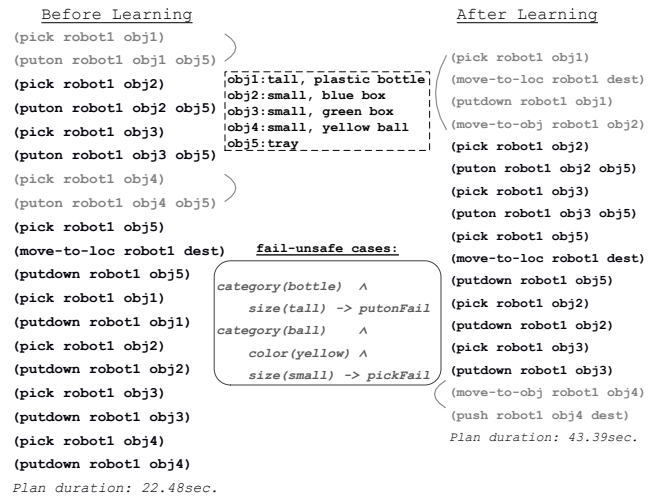 Before Learning
(pick robot1 obj1)
(puton robot1 obj1 obj5)
(pick robot1 obj2)
(puton robot1 obj2 obj5)
(pick robot1 obj3)
(puton robot1 obj3 obj5)
(pick robot1 obj4)
(puton robot1 obj4 obj5)
(pick robot1 obj5)
(move-to-loc robot1 dest)
(putdown robot1 obj5)
(pick robot1 obj1)
(putdown robot1 obj1)
(pick robot1 obj2)
(putdown robot1 obj2)
(pick robot1 obj3)
(putdown robot1 obj3)
(pick robot1 obj4)
(putdown robot1 obj4)
Plan duration: 22.48sec.
obj1:tall, plastic bottle
obj2:small, blue box
obj3:small, green box
obj4:small, yellow ball
obj5:tray
fail-unsafe cases:
category(bottle) ∧
size(tall) -> putonFail
category(ball) ∧
color(yellow) ∧
size(small) -> pickFail
After Learning
(pick robot1 obj1)
(move-to-loc robot1 dest)
(putdown robot1 obj1)
(move-to-obj robot1 obj2)
(pick robot1 obj2)
(puton robot1 obj2 obj5)
(pick robot1 obj3)
(puton robot1 obj3 obj5)
(pick robot1 obj5)
(move-to-loc robot1 dest)
(putdown robot1 obj5)
(pick robot1 obj2)
(putdown robot1 obj2)
(pick robot1 obj3)
(putdown robot1 obj3)
(move-to-obj robot1 obj4)
(push robot1 obj4 dest)
Plan duration: 43.39sec.